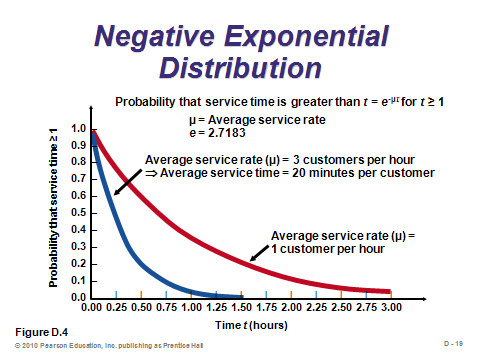 Negative Exponential
Distribution
Probability that service time is greater than t = e^-µt for t ≥ 1
µ = Average service rate
e = 2.7183
Average service rate (µ) = 3 customers per hour
⇒ Average service time = 20 minutes per customer
Average service rate (µ) =
1 customer per hour
Probability that service time ≥ 1
1.0
0.9
0.8
0.7
0.6
0.5
0.4
0.3
0.2
0.1
0.0
0.00 0.25 0.50 0.75 1.00 1.25 1.50 1.75 2.00 2.25 2.50 2.75 3.00
Time t (hours)
Figure D.4
© 2010 Pearson Education, Inc. publishing as Prentice Hall
D - 19